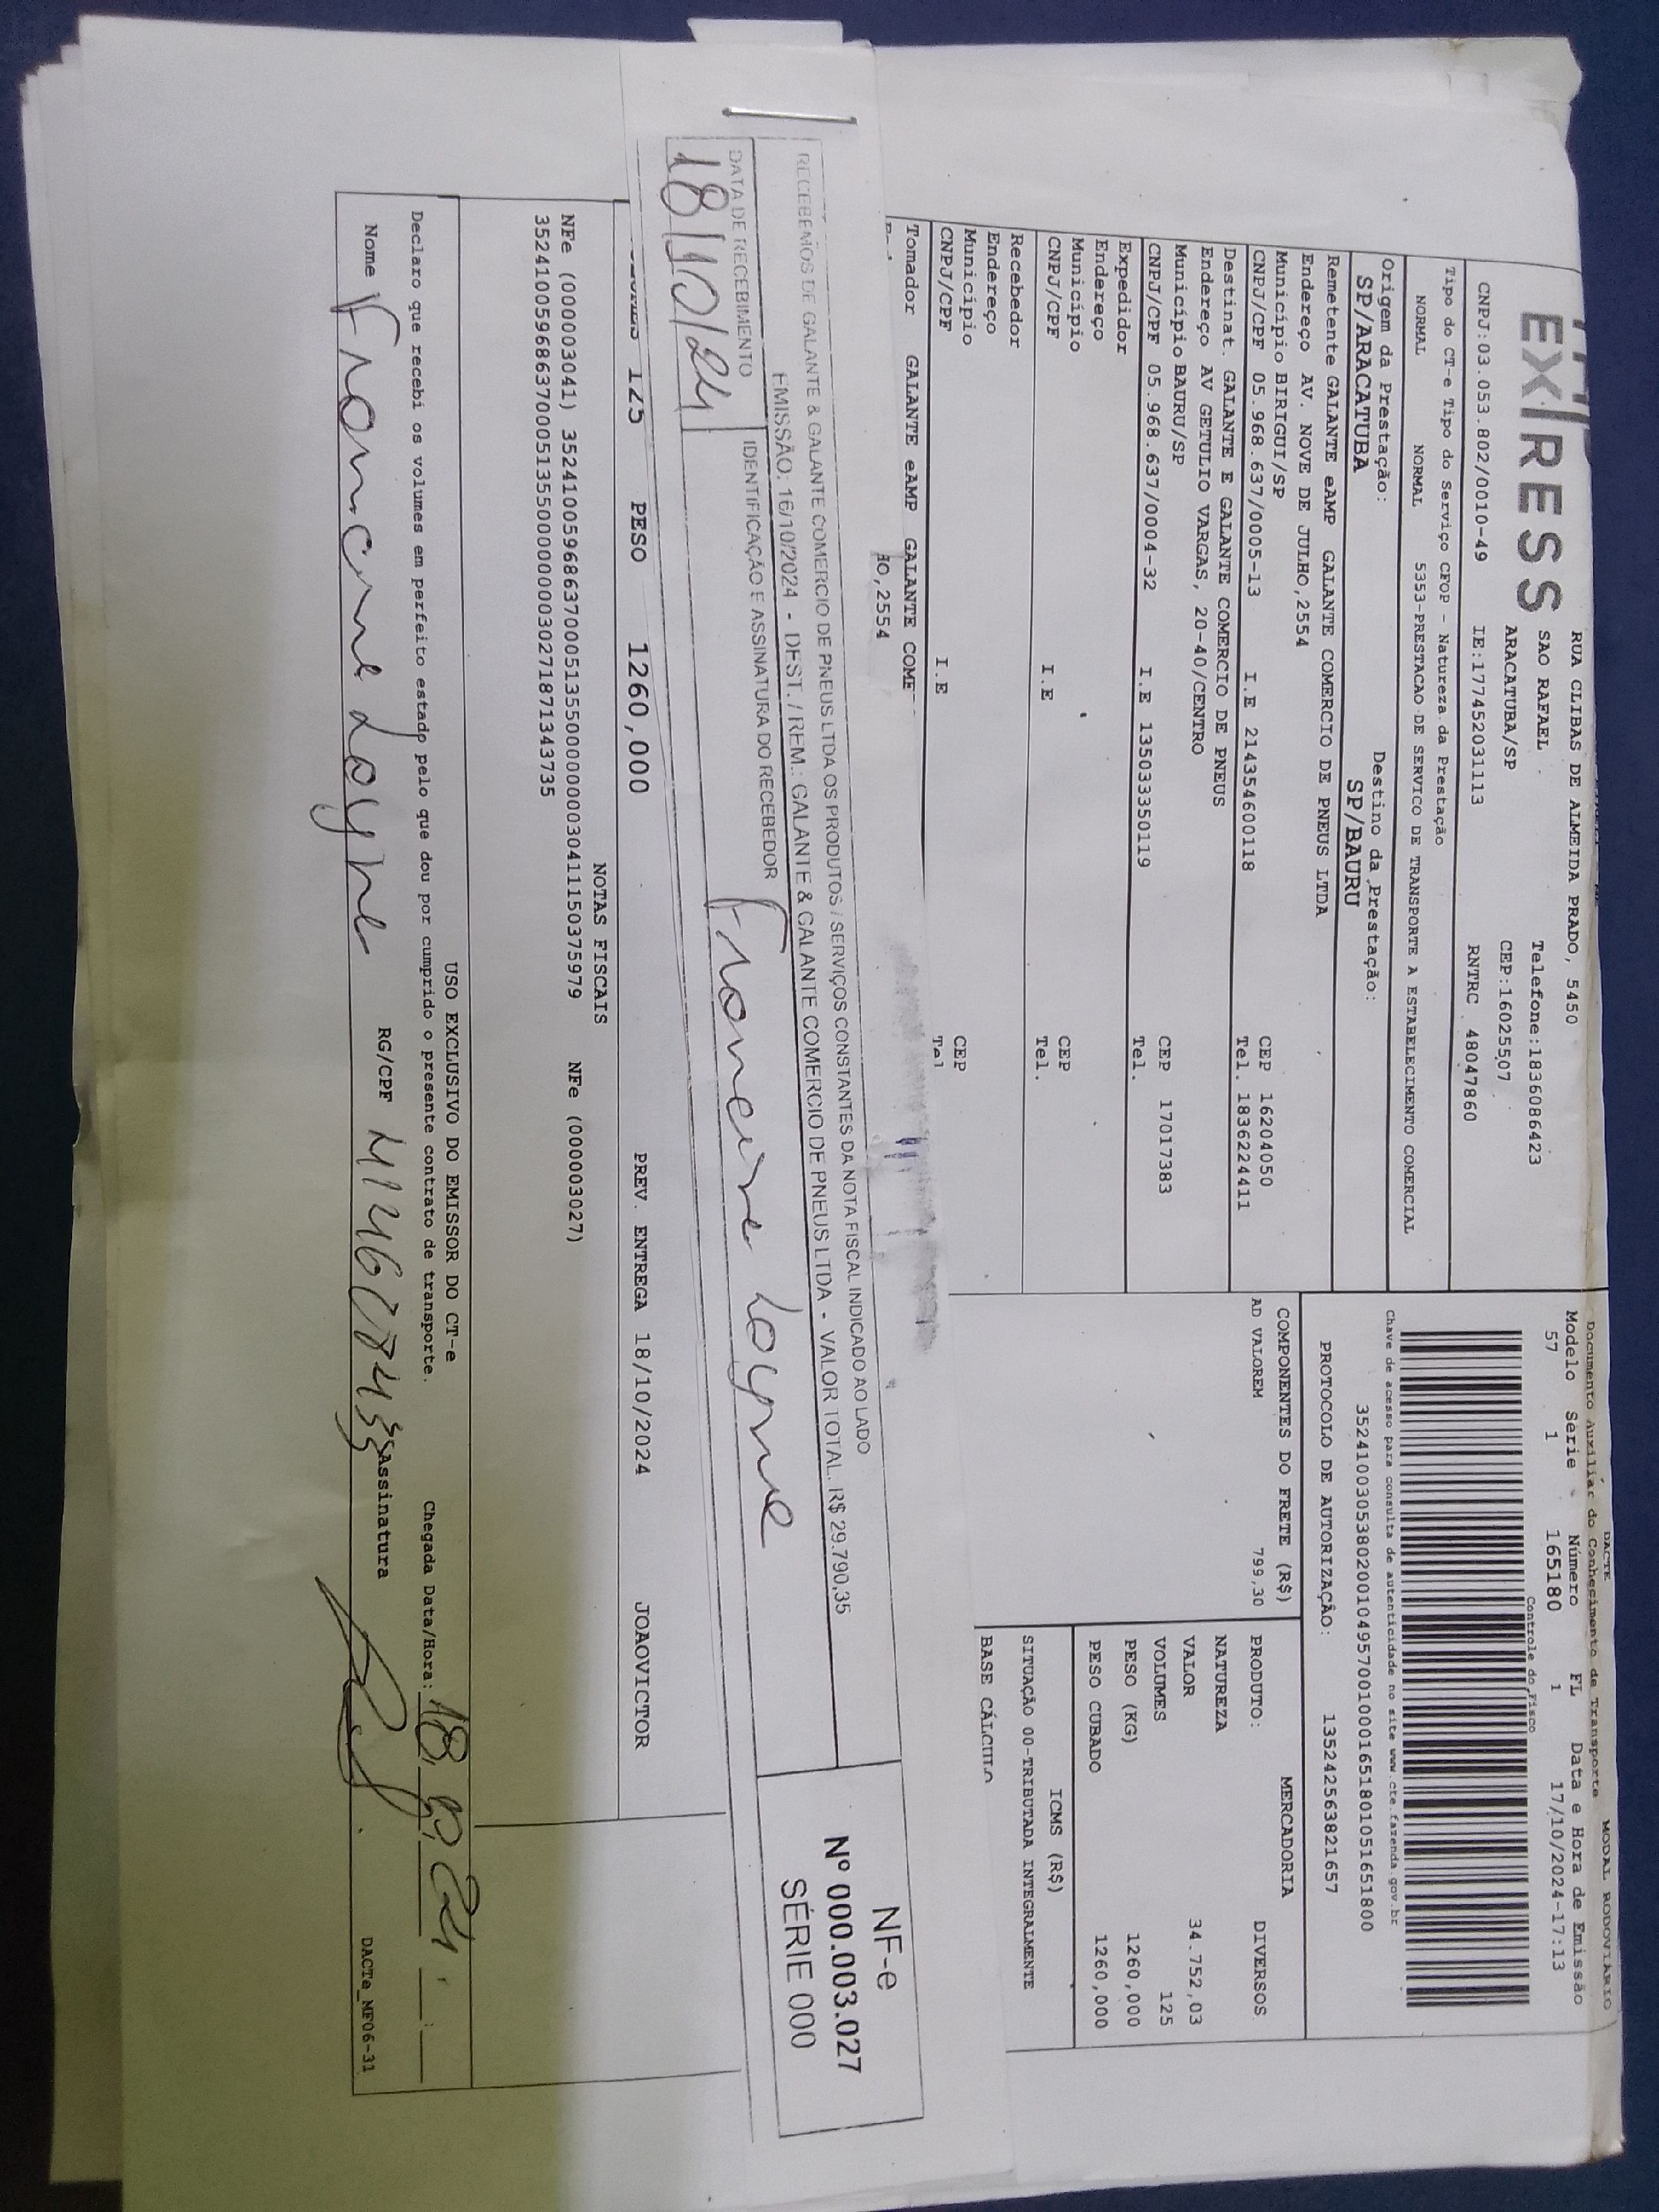 EXPRESS
RUA CLIBAS DE ALMEIDA PRADO, 5450
SAO RAFAEL Telefone:1836086423
ARACATUBA/SP CEP:16025507
CNPJ:03.053.802/0010-49 IE:177452031113 RNTRC 48047860
Tipo do CT-e Tipo do Serviço CFOP - Natureza da Prestação
NORMAL NORMAL 5353-PRESTACAO DE SERVICO DE TRANSPORTE A ESTABELECIMENTO COMERCIAL
Origem da Prestação: Destino da Prestação:
SP/ARACATUBA SP/BAURU
Remetente GALANTE eAMP GALANTE COMERCIO DE PNEUS LTDA
Endereço AV. NOVE DE JULHO,2554
Município BIRIGUI/SP CEP 16204050
CNPJ/CPF 05.968.637/0005-13 I.E 214354600118 Tel. 1836224411
Destinat. GALANTE E GALANTE COMERCIO DE PNEUS
Endereço AV GETULIO VARGAS, 20-40/CENTRO
Município BAURU/SP CEP 17017383
CNPJ/CPF 05.968.637/0004-32 I.E 13503350119 Tel.
Expedidor
Endereço
Município CEP
CNPJ/CPF I.E Tel.
Recebedor
Endereço
Município CEP
CNPJ/CPF I.E Tel
Tomador GALANTE eAMP GALANTE COME
2554
DACTE MODAL RODOVIÁRIO
Documento Auxiliar do Conhecimento de Transporte
Modelo Série Número FL Data e Hora de Emissão
57 1 165180 1 17/10/2024-17:13
Controle do Fisco
Chave de acesso para consulta de autenticidade no site www.cte.fazenda.gov.br
35241003053802001049570010001651801051651800
PROTOCOLO DE AUTORIZAÇÃO: 135242563821657
COMPONENTES DO FRETE (R$)
AD VALOREM 799,30
MERCADORIA
PRODUTO: DIVERSOS
NATUREZA
VALOR 34.752,03
VOLUMES 125
PESO (KG) 1260,000
PESO CUBADO 1260,000
ICMS (R$)
SITUAÇÃO 00-TRIBUTADA INTEGRALMENTE
BASE CÁLCULO
RECEBEMOS DE GALANTE & GALANTE COMERCIO DE PNEUS LTDA OS PRODUTOS / SERVIÇOS CONSTANTES DA NOTA FISCAL INDICADO AO LADO
EMISSÃO: 16/10/2024 - DEST. / REM.: GALANTE & GALANTE COMERCIO DE PNEUS LTDA - VALOR TOTAL: R$ 29.790,35
DATA DE RECEBIMENTO IDENTIFICAÇÃO E ASSINATURA DO RECEBEDOR
18/10/24
NF-e
Nº 000.003.027
SÉRIE 000
125 PESO 1260,000 PREV. ENTREGA 18/10/2024 JOAOVICTOR
NOTAS FISCAIS
NFe (000003041) 35241005968637000513550000000030411150375979 NFe (000003027)
35241005968637000513550000000030271871343735
USO EXCLUSIVO DO EMISSOR DO CT-e
Declaro que recebi os volumes em perfeito estado pelo que dou por cumprido o presente contrato de transporte. Chegada Data/Hora:
Nome RG/CPF Assinatura DACTe_NF06-31